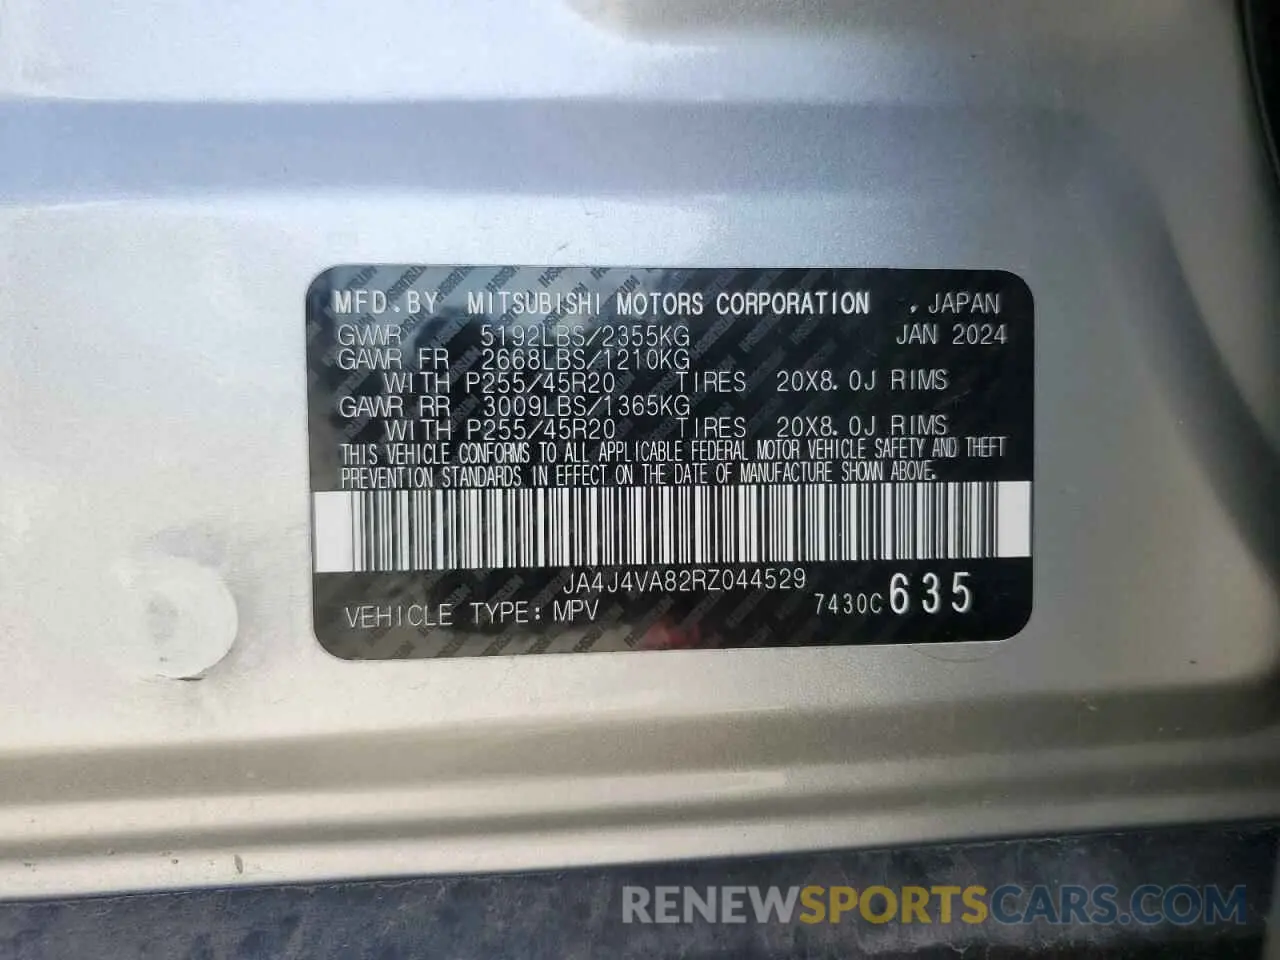 MFD.BY MITSUBISHI MOTORS CORPORATION , JAPAN
GVWR 5192LBS/2355KG JAN 2024
GAWR FR 2668LBS/1210KG
WITH P255/45R20 TIRES 20X8.0J RIMS
GAWR RR 3009LBS/1365KG
WITH P255/45R20 TIRES 20X8.0J RIMS
THIS VEHICLE CONFORMS TO ALL APPLICABLE FEDERAL MOTOR VEHICLE SAFETY AND THEFT
PREVENTION STANDARDS IN EFFECT ON THE DATE OF MANUFACTURE SHOWN ABOVE.
JA4J4VA82RZ044529
VEHICLE TYPE: MPV 7430C 635
RENEWSPORTSCARS.COM